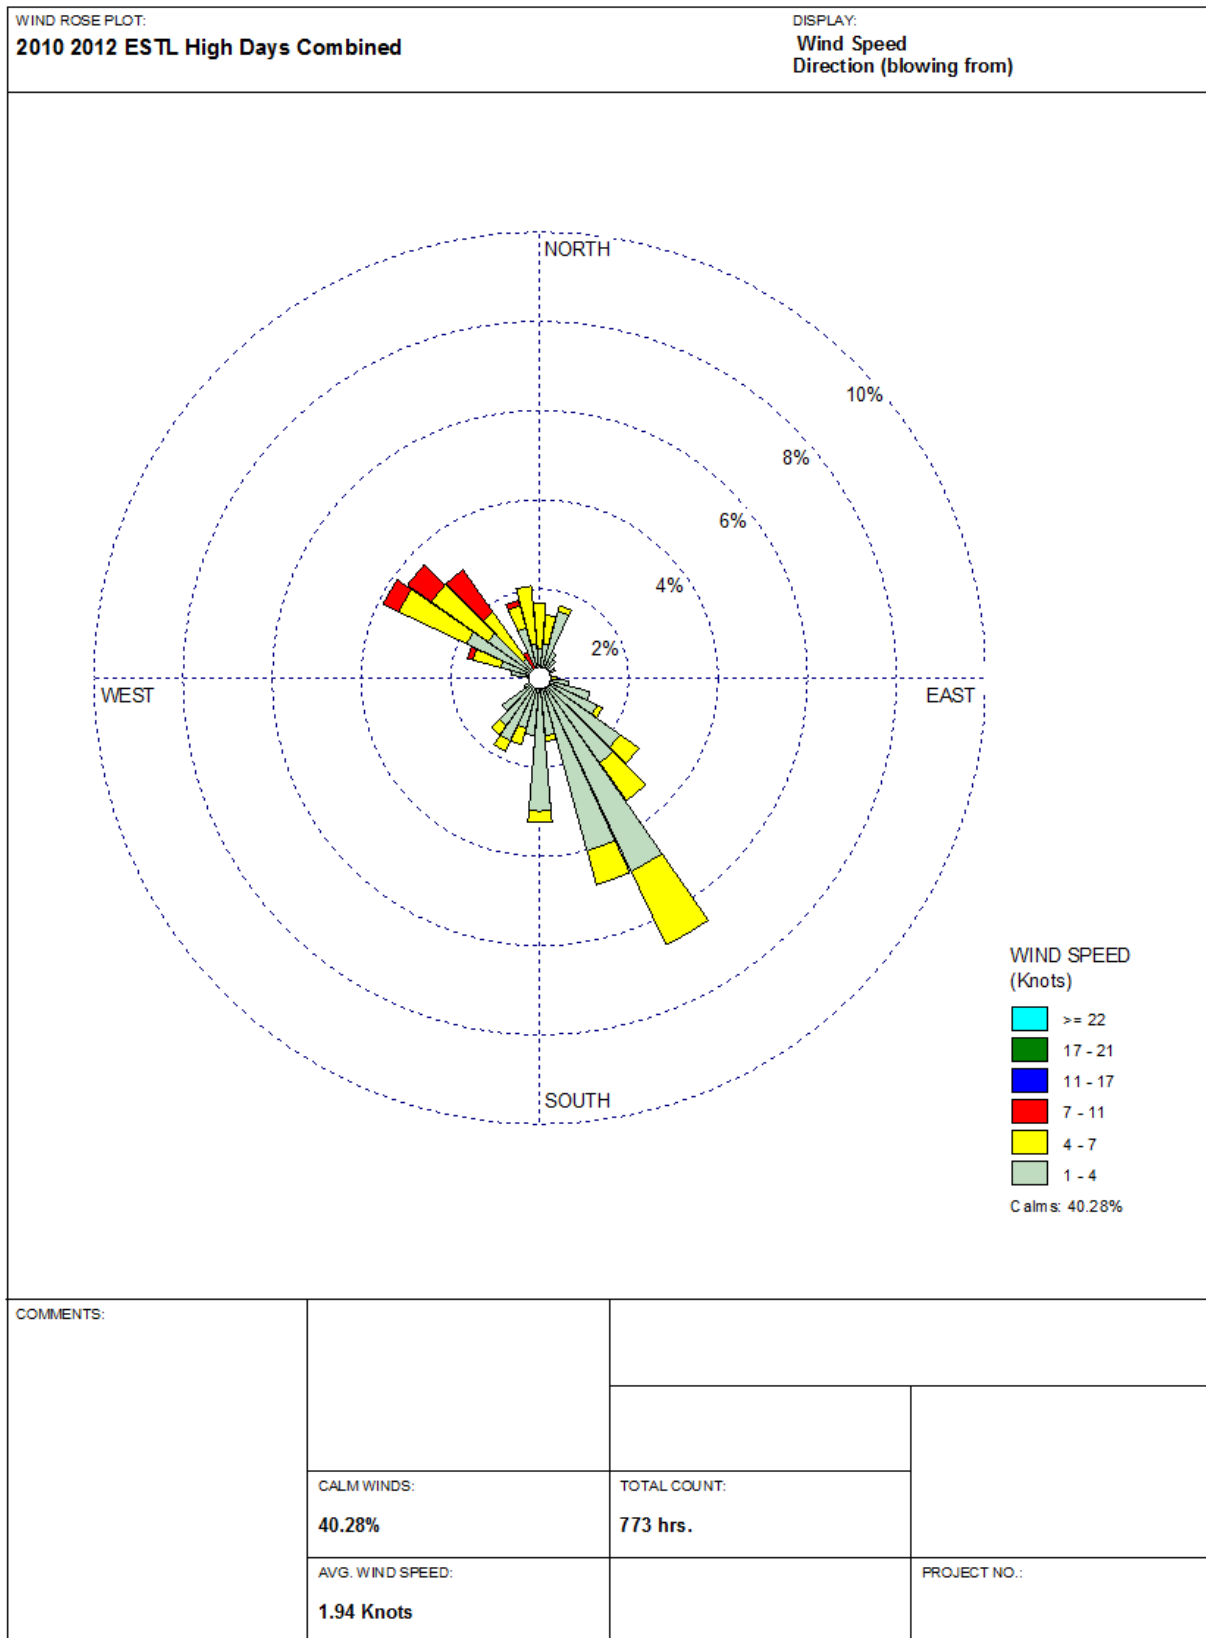 WIND ROSE PLOT:
2010 2012 ESTL High Days Combined
DISPLAY:
Wind Speed
Direction (blowing from)
NORTH
10%
8%
6%
4%
2%
WEST
EAST
SOUTH
WIND SPEED
(Knots)
>= 22
17 - 21
11 - 17
7 - 11
4 - 7
1 - 4
Calms: 40.28%
COMMENTS:
CALM WINDS:
40.28%
TOTAL COUNT:
773 hrs.
AVG. WIND SPEED:
1.94 Knots
PROJECT NO.: